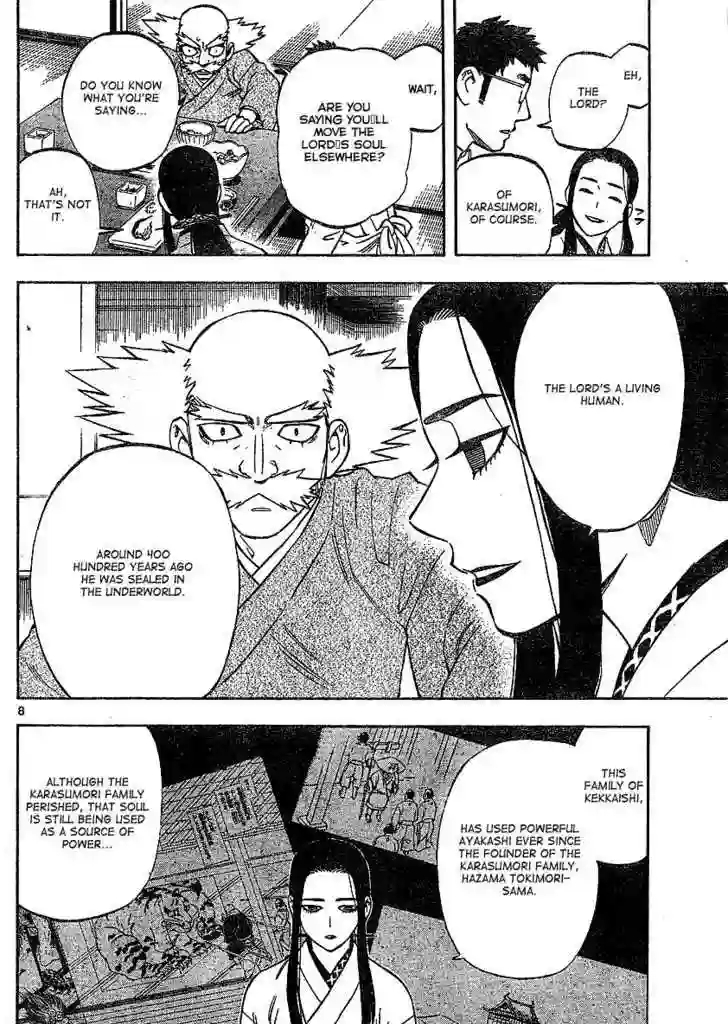 EH,
THE
LORD?
OF
KARASUMORI,
OF COURSE.
WAIT,
ARE YOU
SAYING YOU▯LL
MOVE THE
LORD▯S SOUL
ELSEWHERE?
DO YOU KNOW
WHAT YOU'RE
SAYING...
AH,
THAT'S NOT
IT.
THE LORD'S A LIVING
HUMAN.
AROUND 400
HUNDRED YEARS AGO
HE WAS SEALED IN
THE UNDERWORLD.
8
THIS
FAMILY OF
KEKKAISHI,
HAS USED POWERFUL
AYAKASHI EVER SINCE
THE FOUNDER OF THE
KARASUMORI FAMILY,
HAZAMA TOKIMORI-
SAMA.
ALTHOUGH THE
KARASUMORI FAMILY
PERISHED, THAT SOUL
IS STILL BEING USED
AS A SOURCE OF
POWER...